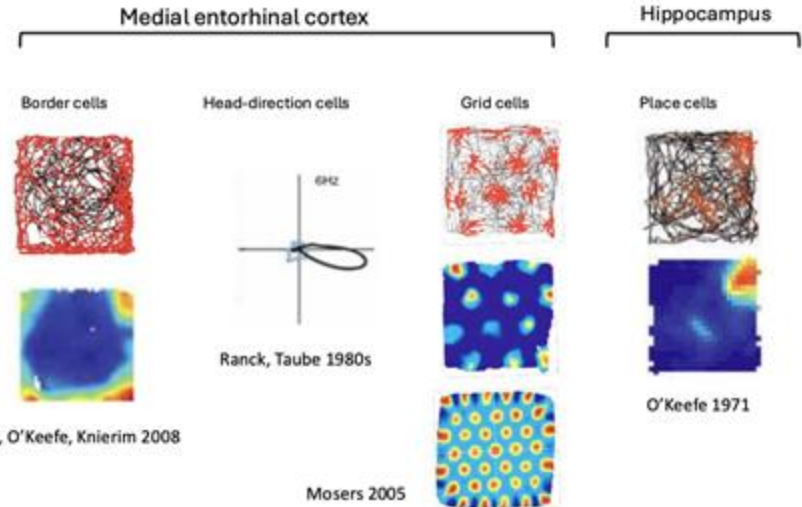 Medial entorhinal cortex
Hippocampus
Border cells
Head-direction cells
Grid cells
Place cells
6Hz
Ranck, Taube 1980s
O'Keefe 1971
, O'Keefe, Knierim 2008
Mosers 2005